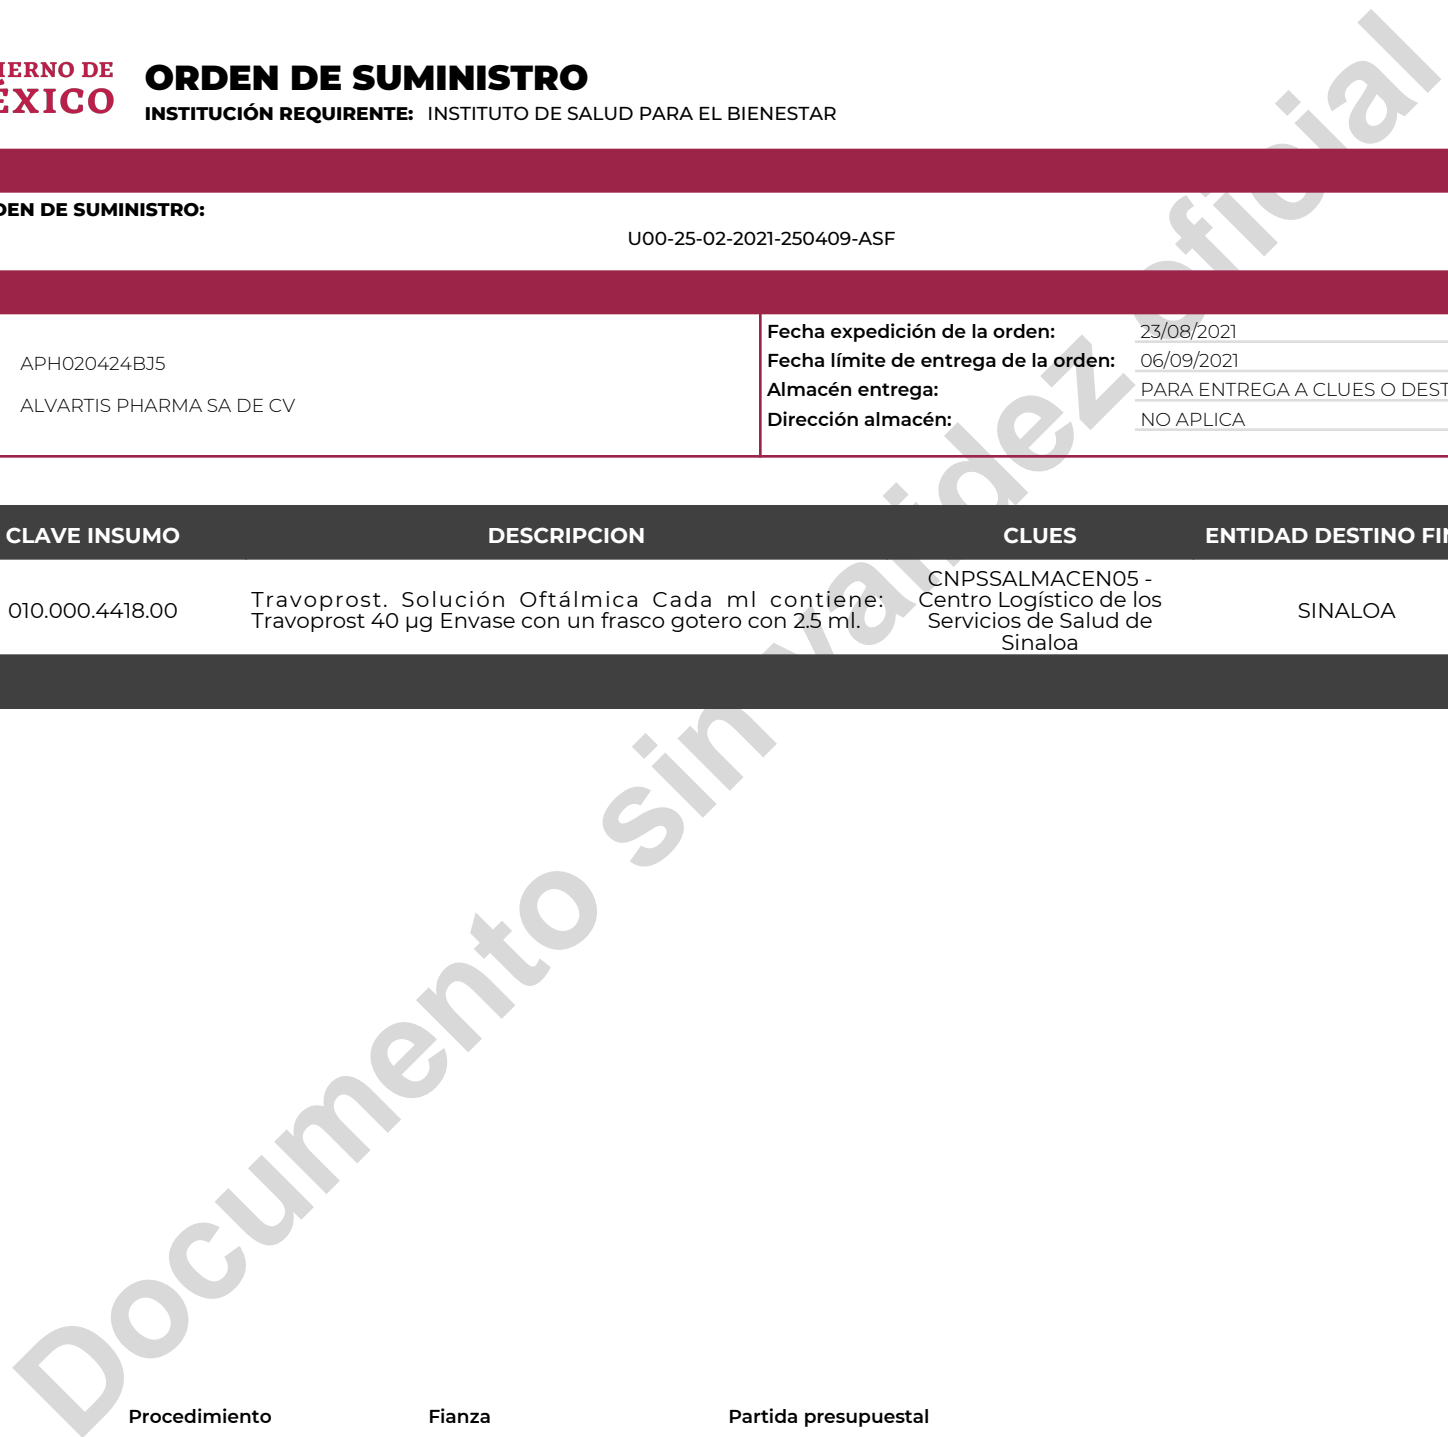 IERNO DE
ÉXICO
ORDEN DE SUMINISTRO
INSTITUCIÓN REQUIRENTE: INSTITUTO DE SALUD PARA EL BIENESTAR
DEN DE SUMINISTRO:
U00-25-02-2021-250409-ASF
APH020424BJ5
ALVARTIS PHARMA SA DE CV
Fecha expedición de la orden: 23/08/2021
Fecha límite de entrega de la orden: 06/09/2021
Almacén entrega: PARA ENTREGA A CLUES O DEST
Dirección almacén: NO APLICA
CLAVE INSUMO DESCRIPCION CLUES ENTIDAD DESTINO FIN
010.000.4418.00
Travoprost. Solución Oftálmica Cada ml contiene:
Travoprost 40 µg Envase con un frasco gotero con 2.5 ml.
CNPSSALMACEN05 -
Centro Logístico de los
Servicios de Salud de
Sinaloa
SINALOA
Documento sin validez oficial
Procedimiento Fianza Partida presupuestal